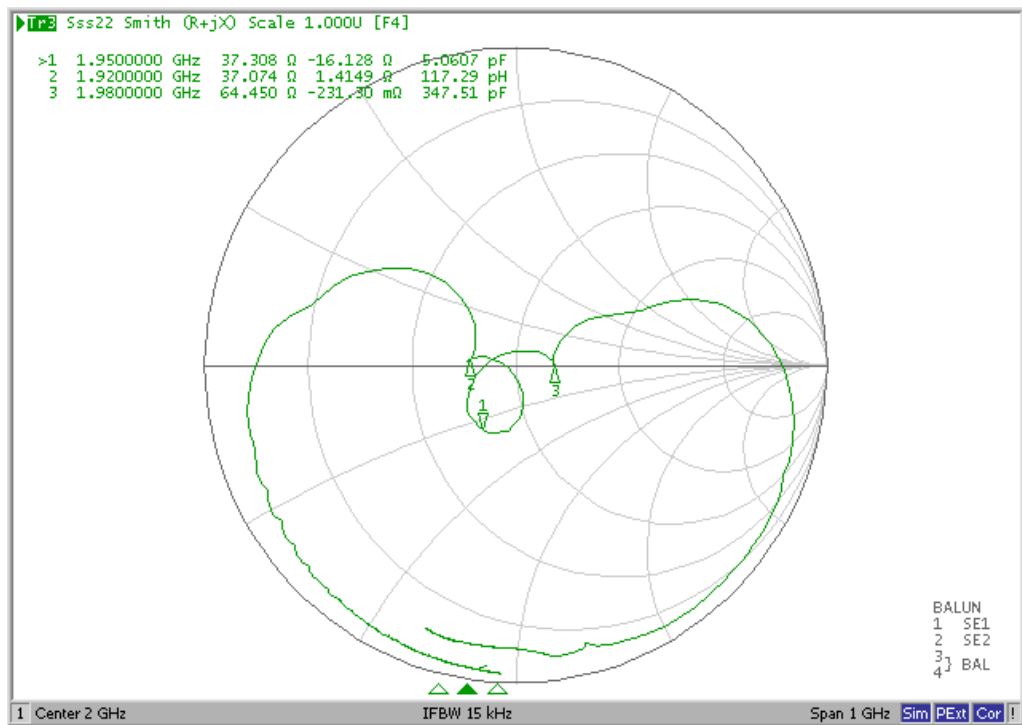 Tr3 Sss22 Smith (R+jX) Scale 1.000U [F4]
>1 1.9500000 GHz 37.308 Ω -16.128 Ω 5.0607 pF
2 1.9200000 GHz 37.074 Ω 1.4149 Ω 117.29 pH
3 1.9800000 GHz 64.450 Ω -231.30 mΩ 347.51 pF
1
2
3
BALUN
1 SE1
2 SE2
3
4} BAL
1 Center 2 GHz IFBW 15 kHz Span 1 GHz Sim PExt Cor !